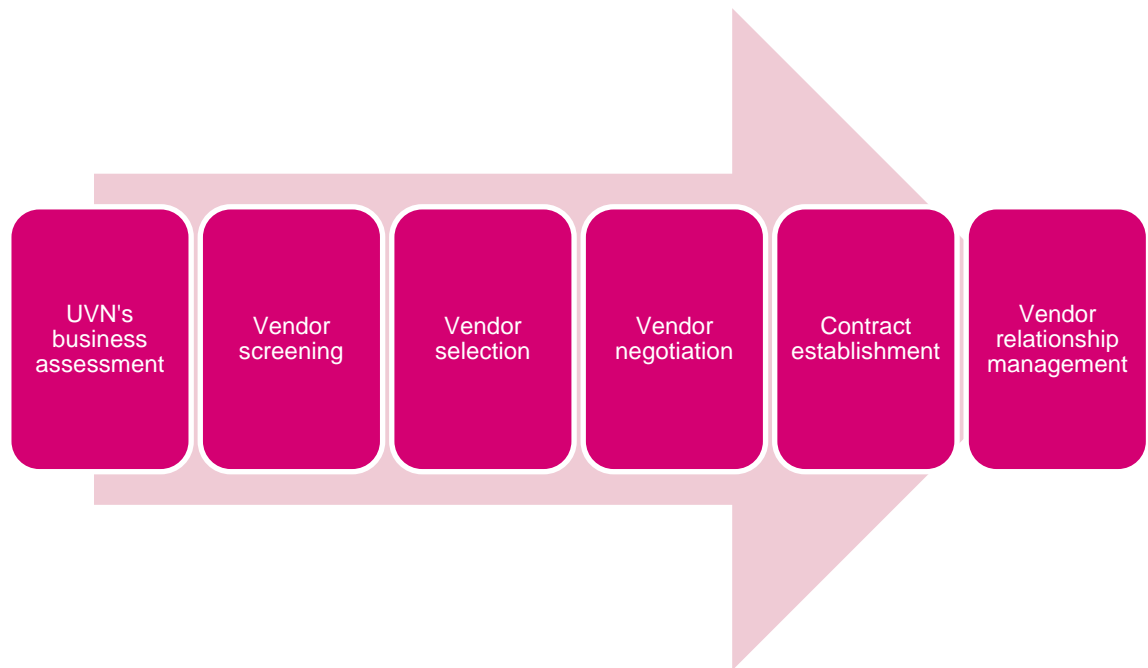 UVN's
business
assessment
Vendor
screening
Vendor
selection
Vendor
negotiation
Contract
establishment
Vendor
relationship
management